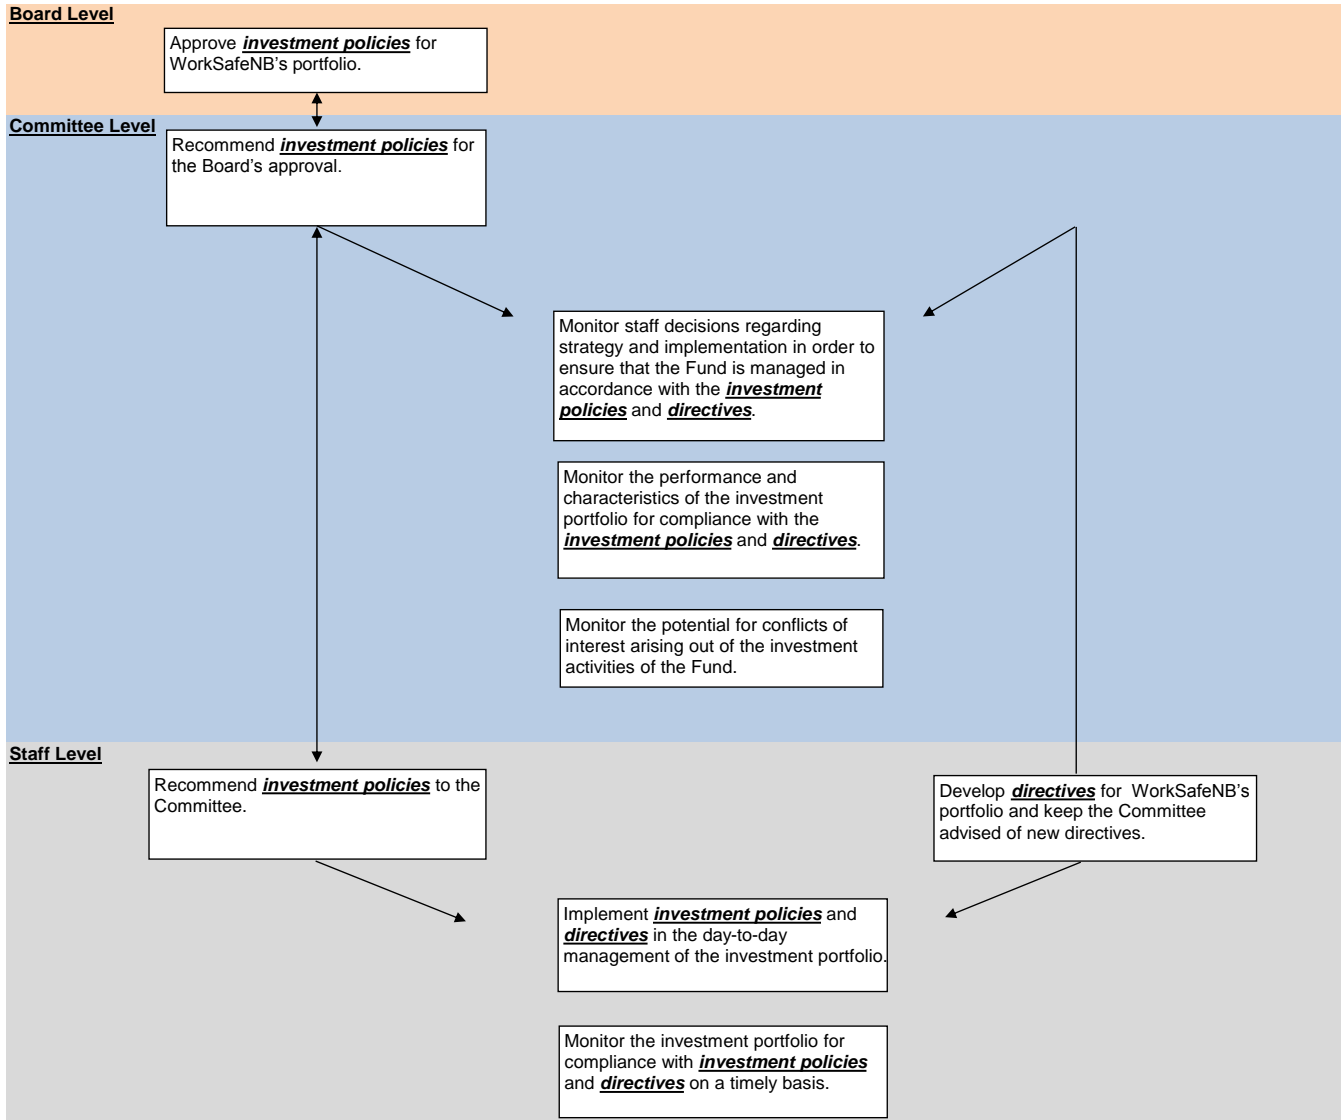 Board Level
Approve investment policies for
WorkSafeNB's portfolio.
Committee Level
Recommend investment policies for
the Board's approval.
Monitor staff decisions regarding
strategy and implementation in order to
ensure that the Fund is managed in
accordance with the investment
policies and directives.
Monitor the performance and
characteristics of the investment
portfolio for compliance with the
investment policies and directives.
Monitor the potential for conflicts of
interest arising out of the investment
activities of the Fund.
Staff Level
Recommend investment policies to the
Committee.
Develop directives for WorkSafeNB's
portfolio and keep the Committee
advised of new directives.
Implement investment policies and
directives in the day-to-day
management of the investment portfolio.
Monitor the investment portfolio for
compliance with investment policies
and directives on a timely basis.